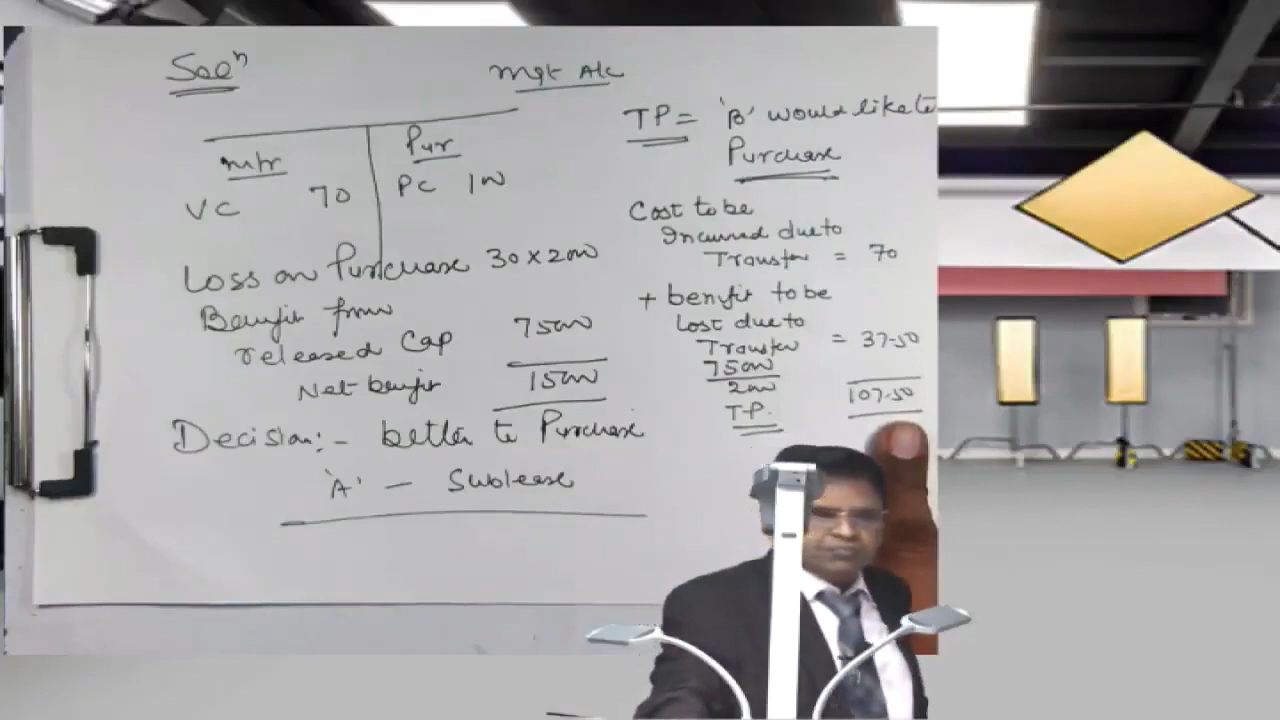 Soln
Mgt A/c
Mfr
Pur
VC 70
PC 100
Loss on Purchase 30 x 2000
Benefit from
released Cap 75000
Net benefit 15000
Decision:- better to Purchase
'A' - Sublease
TP = 'B' would like to
Purchase
Cost to be
Incurred due to
Transfer = 70
+ benefit to be
Lost due to
Transfer = 37.50
75000
2000
T.P. 107.50